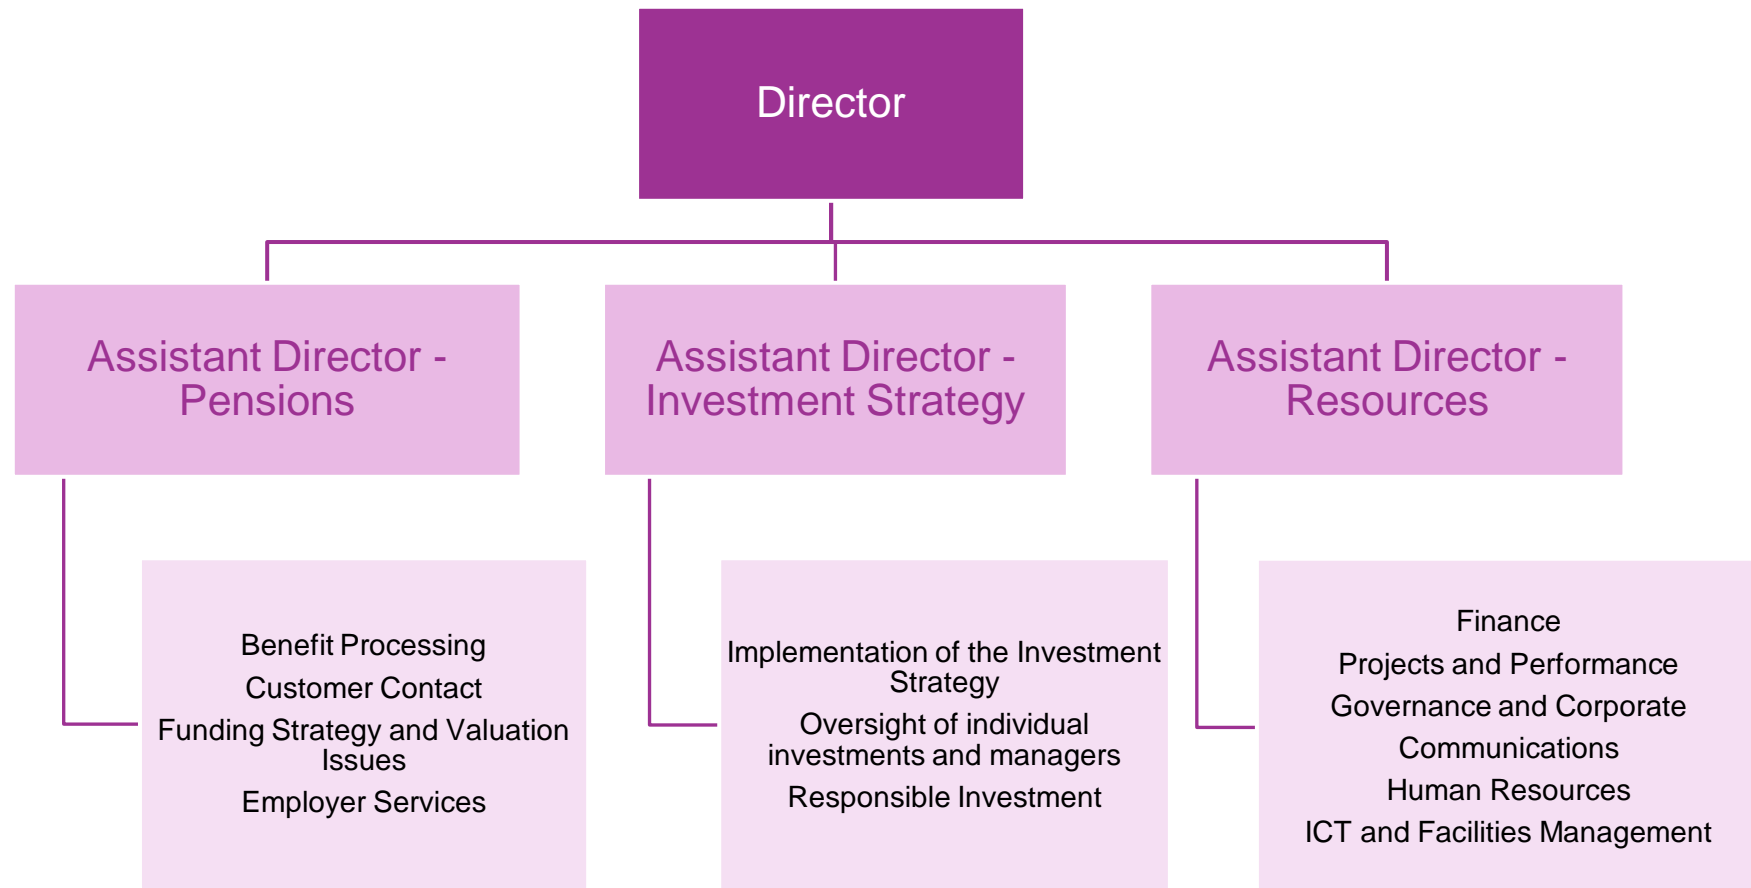 Director
Assistant Director -
Pensions
Assistant Director -
Investment Strategy
Assistant Director -
Resources
Benefit Processing
Customer Contact
Funding Strategy and Valuation
Issues
Employer Services
Implementation of the Investment
Strategy
Oversight of individual
investments and managers
Responsible Investment
Finance
Projects and Performance
Governance and Corporate
Communications
Human Resources
ICT and Facilities Management